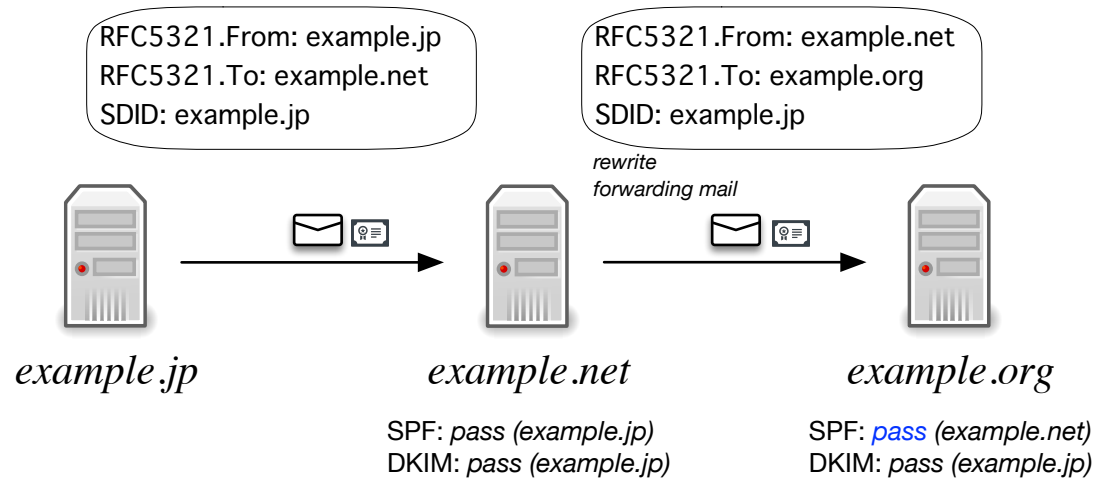 RFC5321.From: example.jp
RFC5321.To: example.net
SDID: example.jp
RFC5321.From: example.net
RFC5321.To: example.org
SDID: example.jp
rewrite
forwarding mail
example.jp
example.net
example.org
SPF: pass (example.jp)
DKIM: pass (example.jp)
SPF: pass (example.net)
DKIM: pass (example.jp)